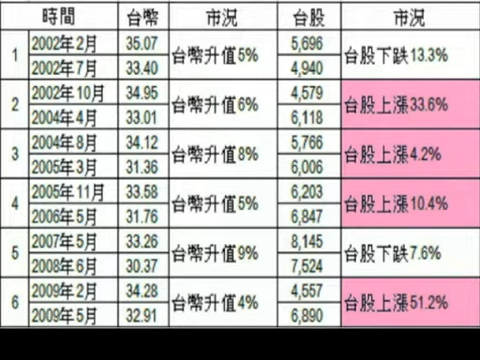 時間 台幣 市況 台股 市況
1 2002年2月 35.07 台幣升值5% 5,696 台股下跌13.3%
2002年7月 33.40 4,940
2 2002年10月 34.95 台幣升值6% 4,579 台股上漲33.6%
2004年4月 33.01 6,118
3 2004年8月 34.12 台幣升值8% 5,766 台股上漲4.2%
2005年3月 31.36 6,006
4 2005年11月 33.58 台幣升值5% 6,203 台股上漲10.4%
2006年5月 31.76 6,847
5 2007年5月 33.26 台幣升值9% 8,145 台股下跌7.6%
2008年6月 30.37 7,524
6 2009年2月 34.28 台幣升值4% 4,557 台股上漲51.2%
2009年5月 32.91 6,890